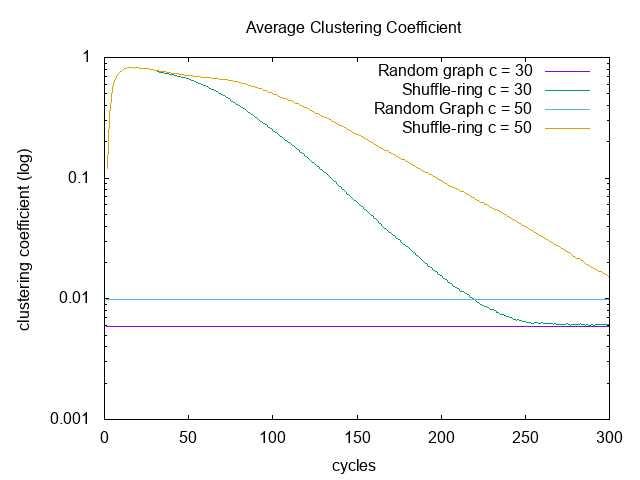 Average Clustering Coefficient
Random graph c = 30
Shuffle-ring c = 30
Random Graph c = 50
Shuffle-ring c = 50
clustering coefficient (log)
1
0.1
0.01
0.001
0 50 100 150 200 250 300
cycles